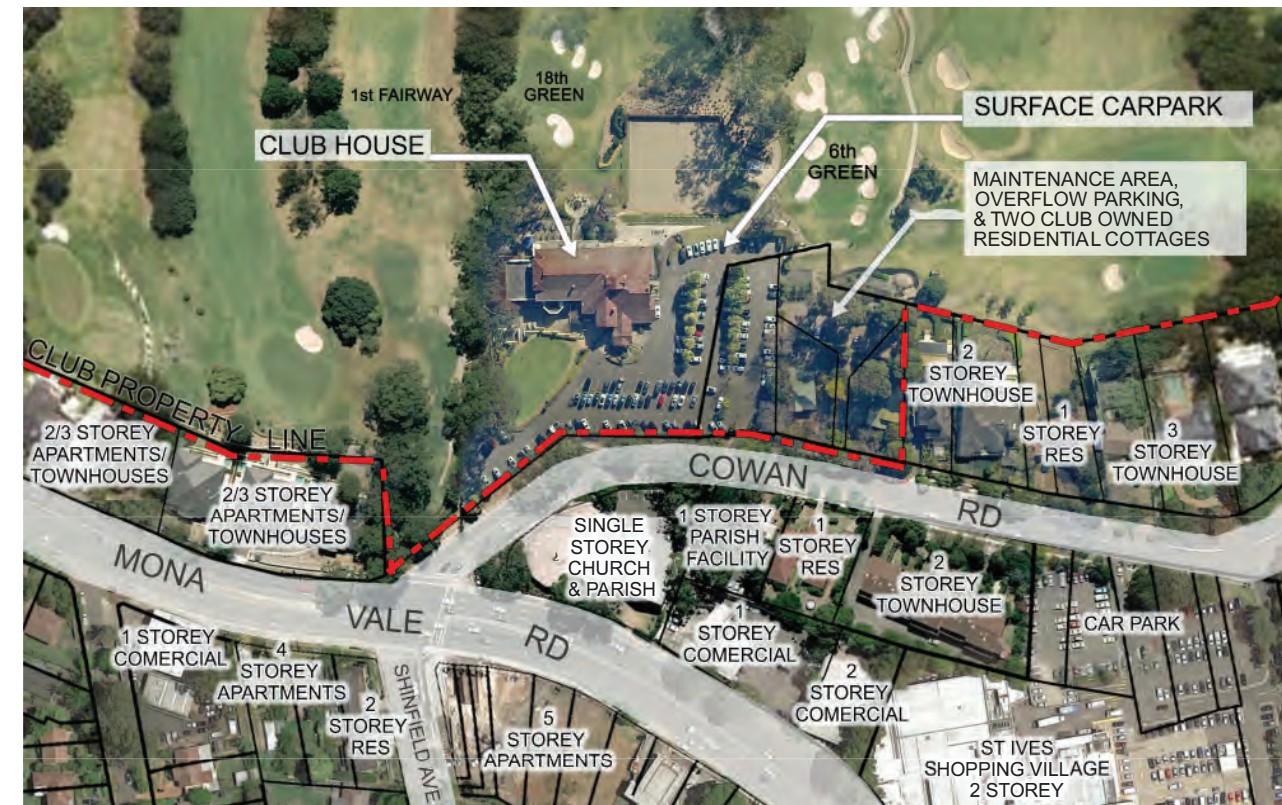 1st FAIRWAY
18th
GREEN
CLUB HOUSE
SURFACE CARPARK
6th
GREEN
MAINTENANCE AREA,
OVERFLOW PARKING,
& TWO CLUB OWNED
RESIDENTIAL COTTAGES
CLUB PROPERTY LINE
2/3 STOREY
APARTMENTS/
TOWNHOUSES
2/3 STOREY
APARTMENTS/
TOWNHOUSES
2
STOREY
TOWNHOUSE
1
STOREY
RES
3
STOREY
TOWNHOUSE
COWAN RD
MONA VALE RD
SINGLE
STOREY
CHURCH
& PARISH
1 STOREY
PARISH
FACILITY
1
STOREY
RES
2
STOREY
TOWNHOUSE
CAR PARK
1
STOREY
COMERCIAL
2
STOREY
COMERCIAL
1 STOREY
COMERCIAL
4
STOREY
APARTMENTS
2
STOREY
RES
SHINFIELD AVE
5
STOREY
APARTMENTS
ST IVES
SHOPPING VILLAGE
2 STOREY